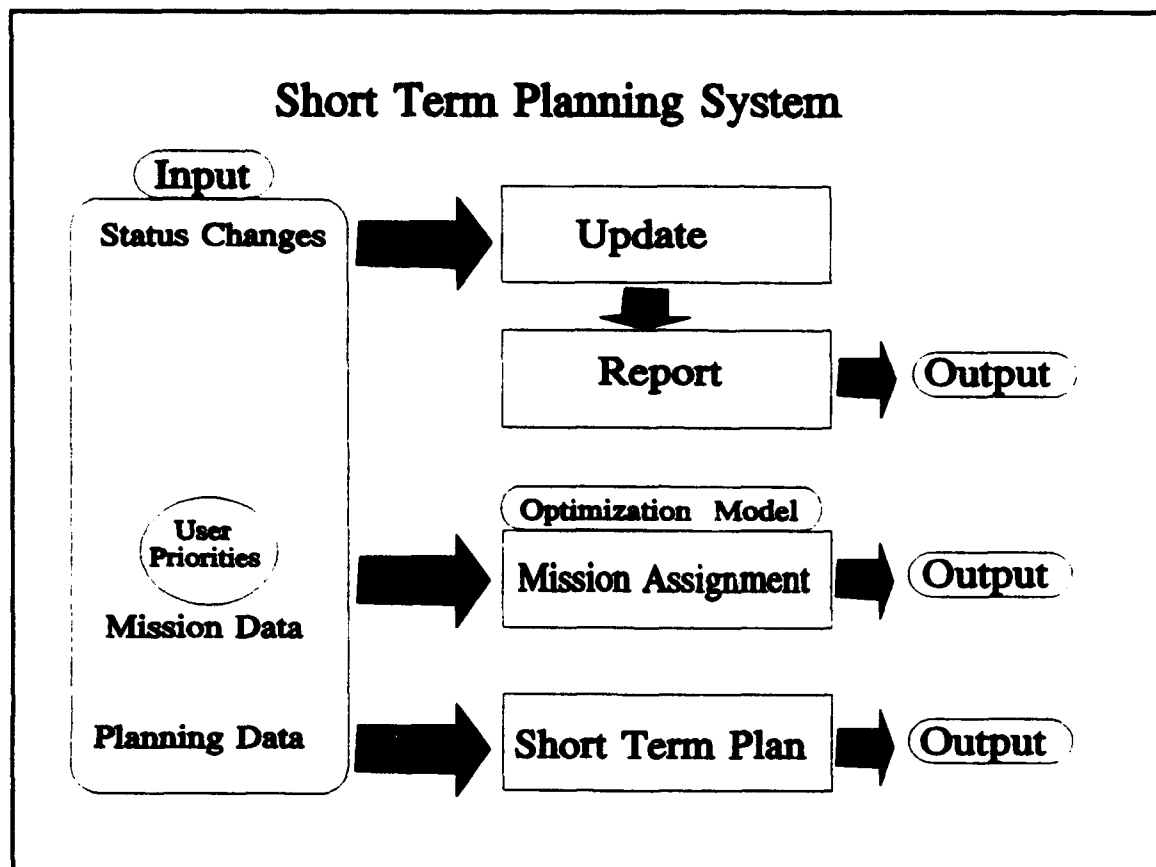 Short Term Planning System
Input
Status Changes
Update
Report
Output
User
Priorities
Mission Data
Optimization Model
Mission Assignment
Output
Planning Data
Short Term Plan
Output